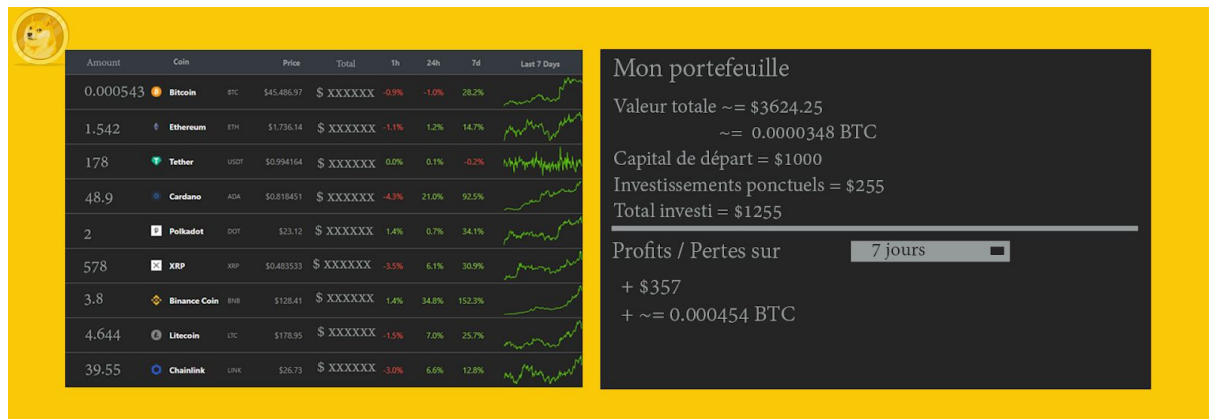 Amount Coin Price Total 1h 24h 7d Last 7 Days
0.000543 Bitcoin BTC $45,486.97 $ XXXXXX -0.9% -1.0% 28.2%
1.542 Ethereum ETH $1,736.14 $ XXXXXX -1.1% 1.2% 14.7%
178 Tether USDT $0.994164 $ XXXXXX 0.0% 0.1% -0.2%
48.9 Cardano ADA $0.818451 $ XXXXXX -4.3% 21.0% 92.5%
2 Polkadot DOT $23.12 $ XXXXXX 1.4% 0.7% 34.1%
578 XRP XRP $0.483533 $ XXXXXX -3.5% 6.1% 30.9%
3.8 Binance Coin BNB $128.41 $ XXXXXX 1.4% 34.8% 152.3%
4.644 Litecoin LTC $178.95 $ XXXXXX -1.5% 7.0% 25.7%
39.55 Chainlink LINK $26.73 $ XXXXXX -3.0% 6.6% 12.8%
Mon portefeuille
Valeur totale ~= $3624.25
~= 0.0000348 BTC
Capital de départ = $1000
Investissements ponctuels = $255
Total investi = $1255
Profits / Pertes sur 7 jours
+ $357
+ ~= 0.000454 BTC